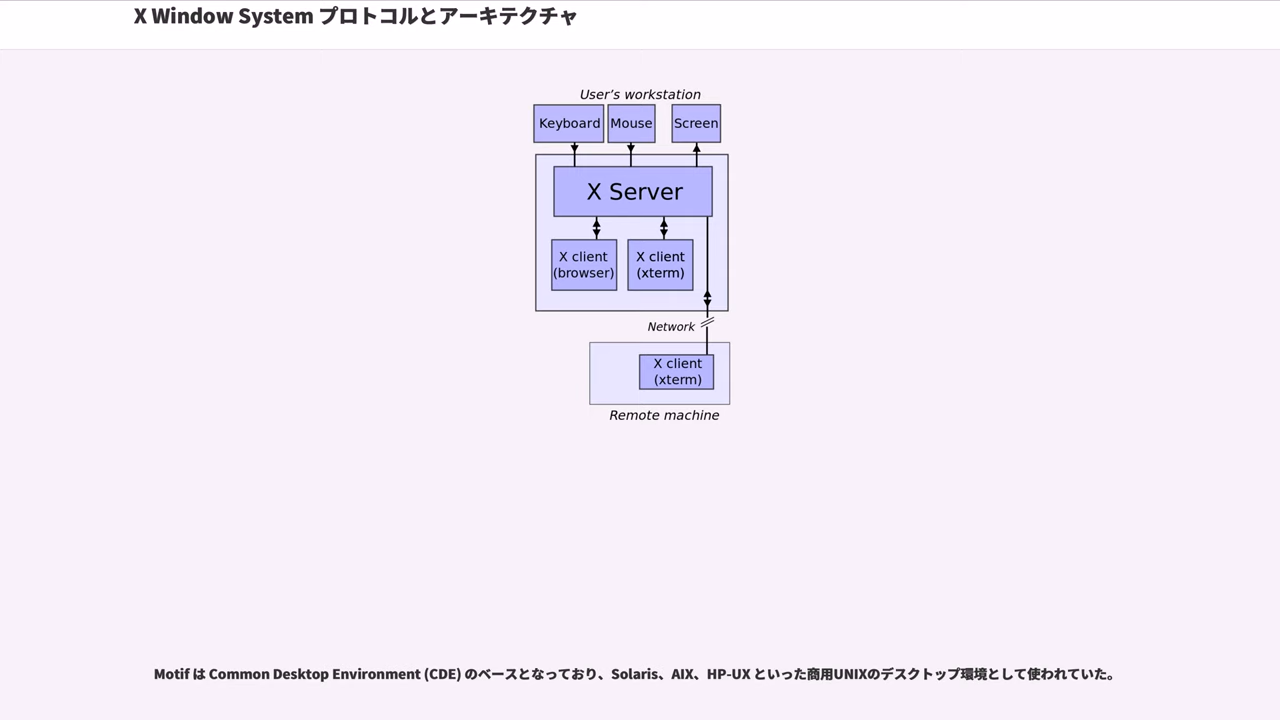 X Window System プロトコルとアーキテクチャ
User's workstation
Keyboard
Mouse
Screen
X Server
X client
(browser)
X client
(xterm)
Network
X client
(xterm)
Remote machine
Motif は Common Desktop Environment (CDE) のベースとなっており、Solaris、AIX、HP-UX といった商用UNIXのデスクトップ環境として使われていた。